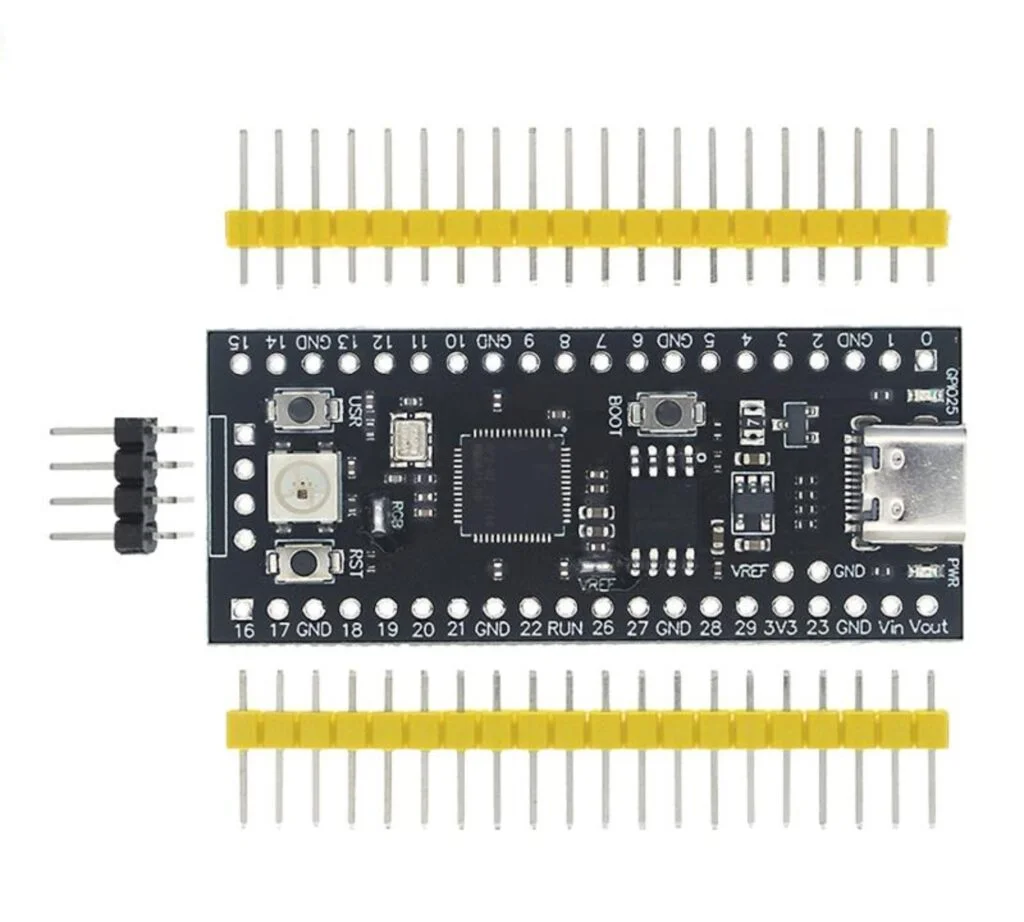 15 14 GND 13 12 11 10 GND 9 8 7 6 GND 5 4 3 2 GND 1 0
GPIO25
USR
BOOT
RGB
RST
VREF
VREF GND
PWR
16 17 GND 18 19 20 21 GND 22 RUN 26 27 GND 28 29 3V3 23 GND Vin Vout